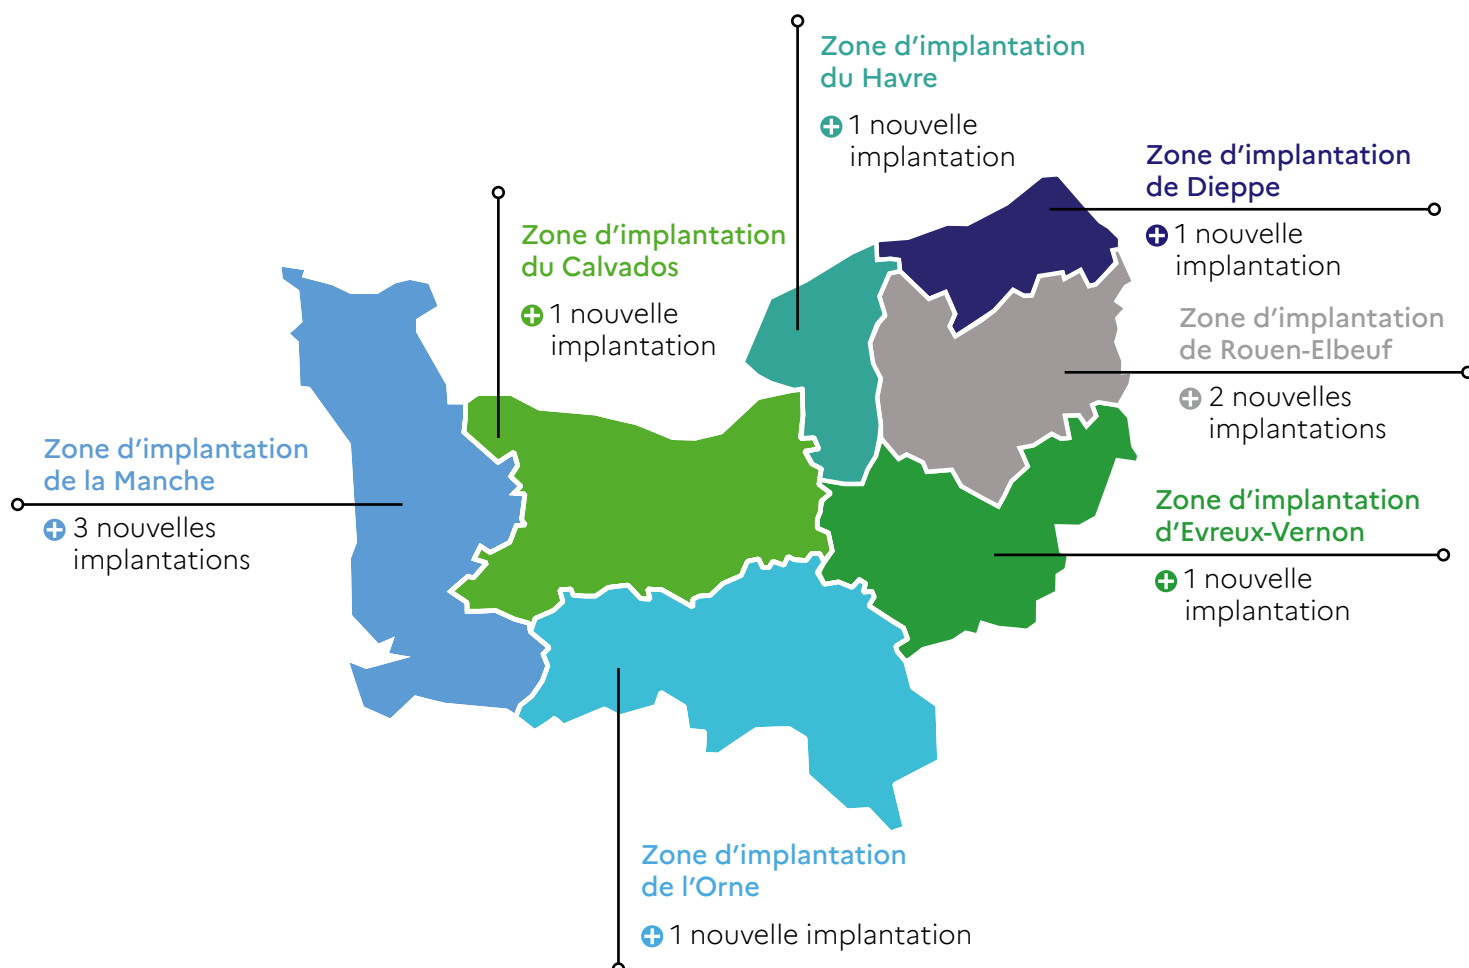 Zone d’implantation
du Havre
1 nouvelle
implantation
Zone d’implantation
de Dieppe
1 nouvelle
implantation
Zone d’implantation
du Calvados
1 nouvelle
implantation
Zone d’implantation
de Rouen-Elbeuf
2 nouvelles
implantations
Zone d’implantation
de la Manche
3 nouvelles
implantations
Zone d’implantation
d’Evreux-Vernon
1 nouvelle
implantation
Zone d’implantation
de l’Orne
1 nouvelle implantation